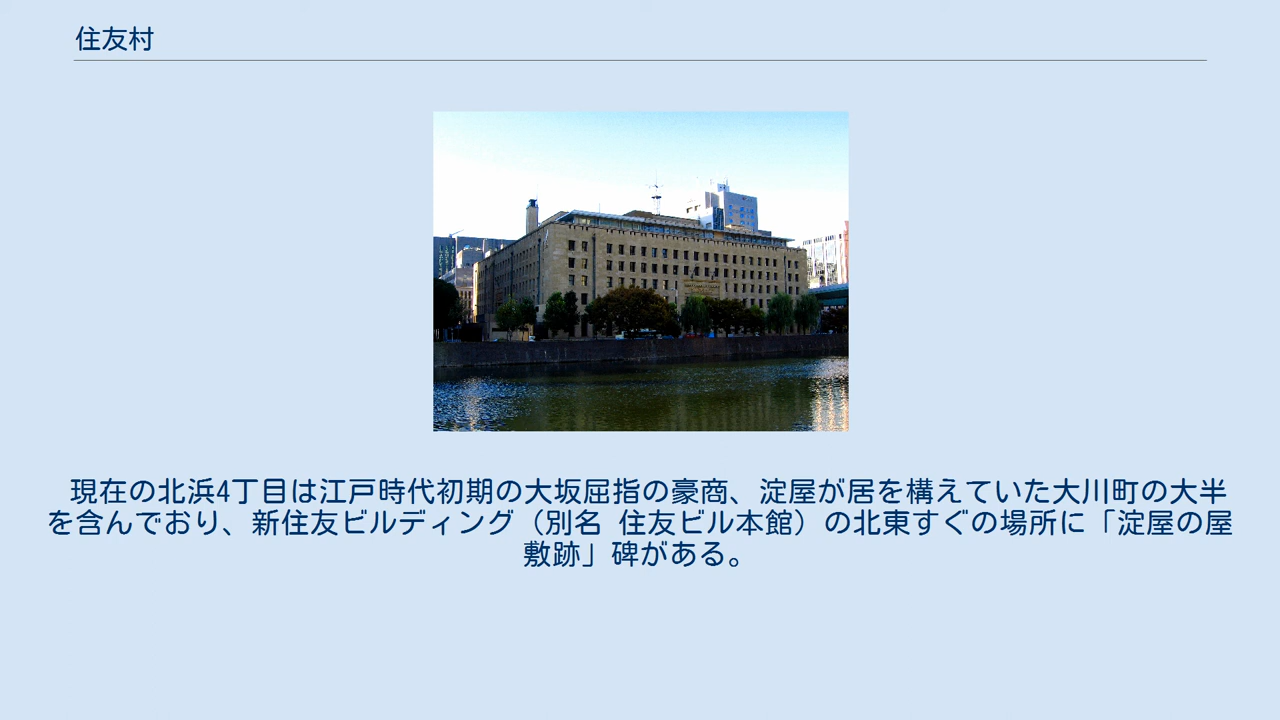 住友村
現在の北浜4丁目は江戸時代初期の大坂屈指の豪商、淀屋が居を構えていた大川町の大半
を含んでおり、新住友ビルディング（別名 住友ビル本館）の北東すぐの場所に「淀屋の屋
敷跡」碑がある。